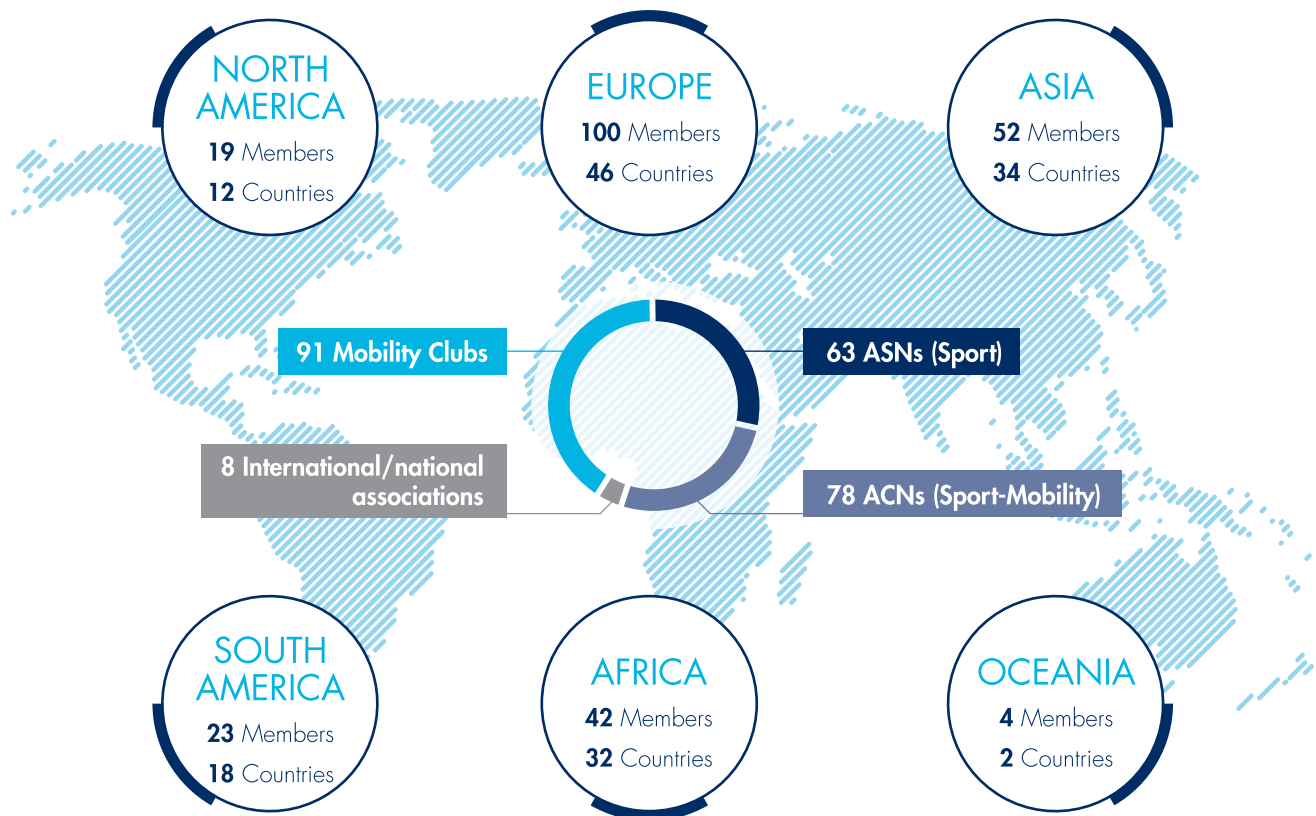 NORTH
AMERICA
19 Members
12 Countries
EUROPE
100 Members
46 Countries
ASIA
52 Members
34 Countries
91 Mobility Clubs
63 ASNs (Sport)
8 International/national
associations
78 ACNs (Sport-Mobility)
SOUTH
AMERICA
23 Members
18 Countries
AFRICA
42 Members
32 Countries
OCEANIA
4 Members
2 Countries